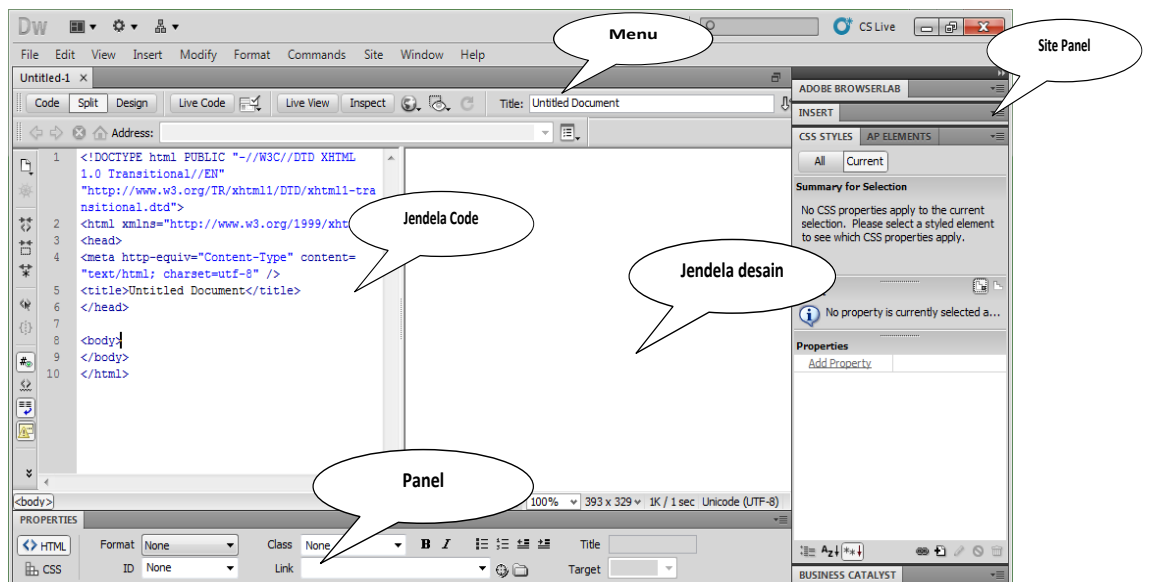 Dw
CS Live
Menu
Site Panel
File Edit View Insert Modify Format Commands Site Window Help
Untitled-1
Code Split Design Live Code Live View Inspect Title: Untitled Document
Address:
1 <!DOCTYPE html PUBLIC "-//W3C//DTD XHTML
1.0 Transitional//EN"
"http://www.w3.org/TR/xhtml1/DTD/xhtml1-tra
nsitional.dtd">
2 <html xmlns="http://www.w3.org/1999/xht
3 <head>
4 <meta http-equiv="Content-Type" content=
"text/html; charset=utf-8" />
5 <title>Untitled Document</title>
6 </head>
7
8 <body>
9 </body>
10 </html>
Jendela Code
Jendela desain
Panel
ADOBE BROWSERLAB
INSERT
CSS STYLES AP ELEMENTS
All Current
Summary for Selection
No CSS properties apply to the current
selection. Please select a styled element
to see which CSS properties apply.
No property is currently selected a...
Properties
Add Property
BUSINESS CATALYST
<body>
100% 393 x 329 1K / 1 sec Unicode (UTF-8)
PROPERTIES
HTML Format None Class None B I Title
CSS ID None Link Target